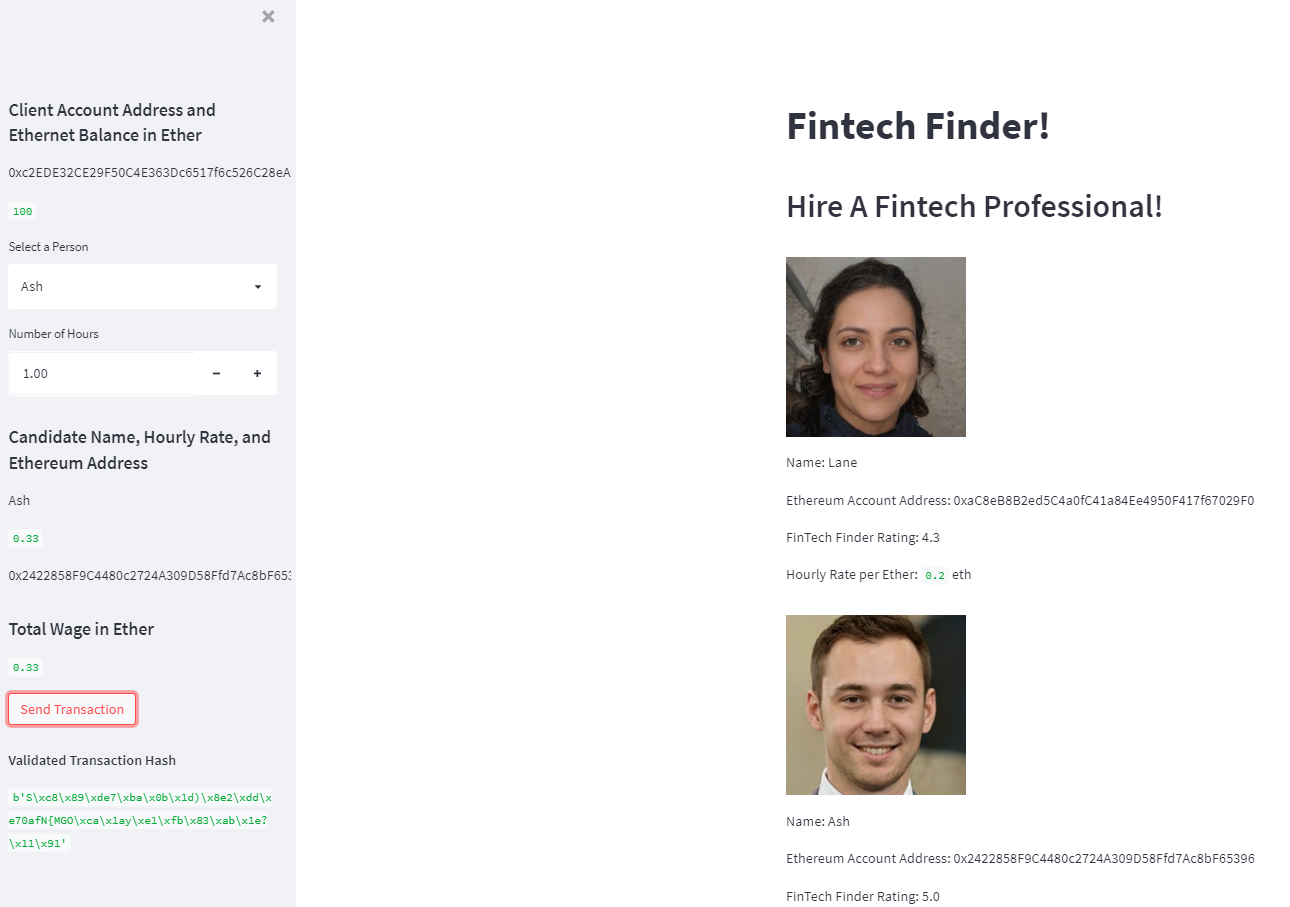 Client Account Address and
Ethernet Balance in Ether
0xc2EDE32CE29F50C4E363Dc6517f6c526C28eA
100
Select a Person
Ash
Number of Hours
1.00
Candidate Name, Hourly Rate, and
Ethereum Address
Ash
0.33
0x2422858F9C4480c2724A309D58Ffd7Ac8bF653
Total Wage in Ether
0.33
Send Transaction
Validated Transaction Hash
b'S\xc8\x89\xde7\xba\x0b\x1d)\x8e2\xdd\x
e70afN{MGO\xca\x1ay\xe1\xfb\x83\xab\x1e?
\x11\x91'
Fintech Finder!
Hire A Fintech Professional!
Name: Lane
Ethereum Account Address: 0xaC8eB8B2ed5C4a0fC41a84Ee4950F417f67029F0
FinTech Finder Rating: 4.3
Hourly Rate per Ether: 0.2 eth
Name: Ash
Ethereum Account Address: 0x2422858F9C4480c2724A309D58Ffd7Ac8bF65396
FinTech Finder Rating: 5.0